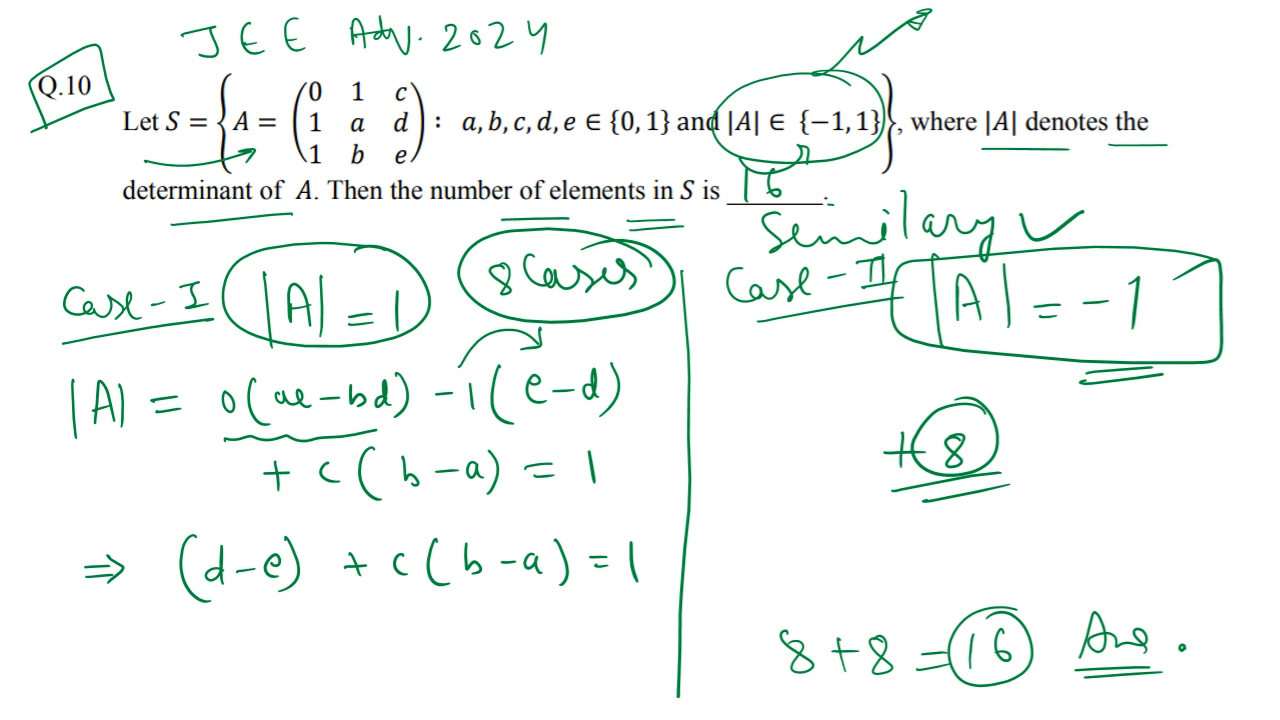 JEE Adv. 2024
Q.10
Let S = { A = ( 0 1 c
1 a d
1 b e ) : a, b, c, d, e ∈ {0, 1} and |A| ∈ {−1, 1} }, where |A| denotes the
determinant of A. Then the number of elements in S is 16.
Semilary ✓
Case - I |A| = 1 8 Cases
Case - II |A| = -1
|A| = 0(ae-bd) -1(e-d)
+ c(b-a) = 1
+8
⇒ (d-e) + c(b-a) = 1
8+8 = 16 Ans.